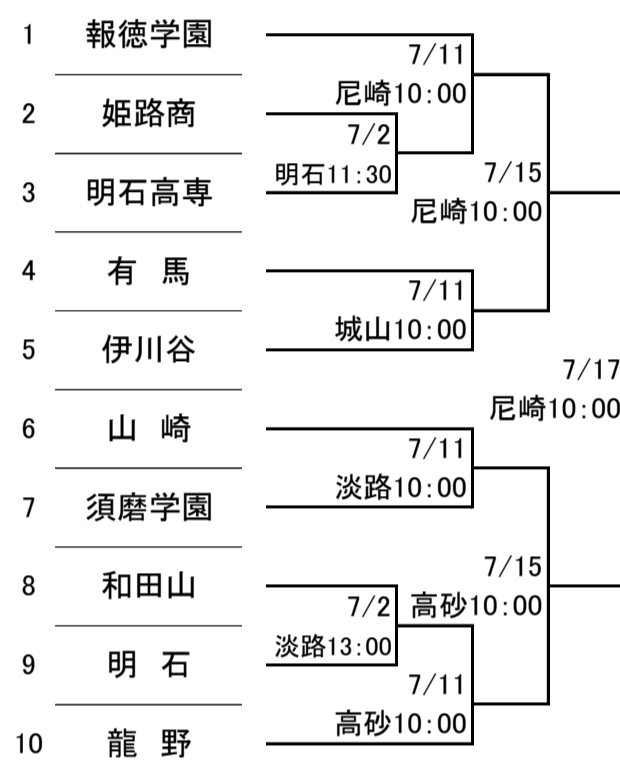 1 報徳学園
7/11
尼崎10:00
2 姫路商
7/2
3 明石高専
明石11:30
7/15
尼崎10:00
4 有 馬
7/11
城山10:00
5 伊川谷
7/17
尼崎10:00
6 山 崎
7/11
淡路10:00
7 須磨学園
7/15
8 和田山
7/2
高砂10:00
淡路13:00
9 明 石
7/11
高砂10:00
10 龍 野